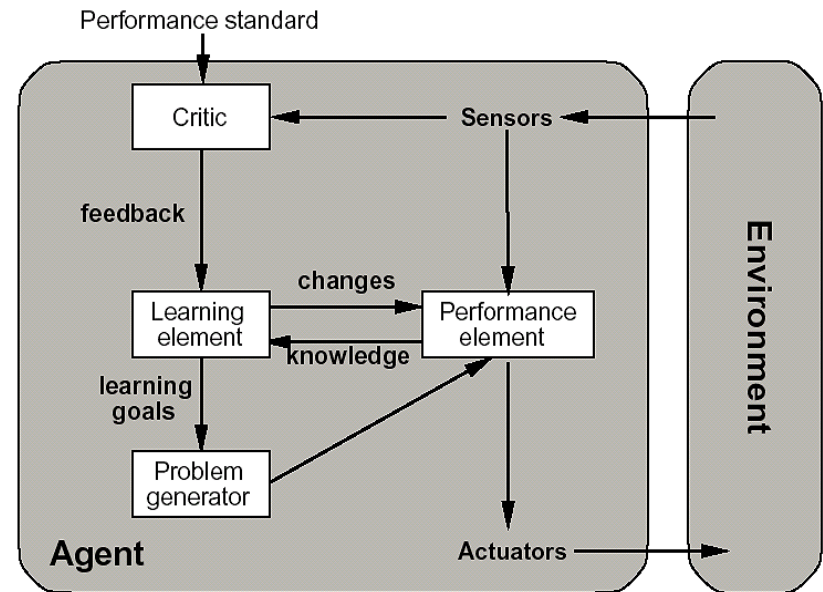 Performance standard
Critic
Sensors
feedback
changes
Learning
element
Performance
element
knowledge
learning
goals
Problem
generator
Agent
Actuators
Environment